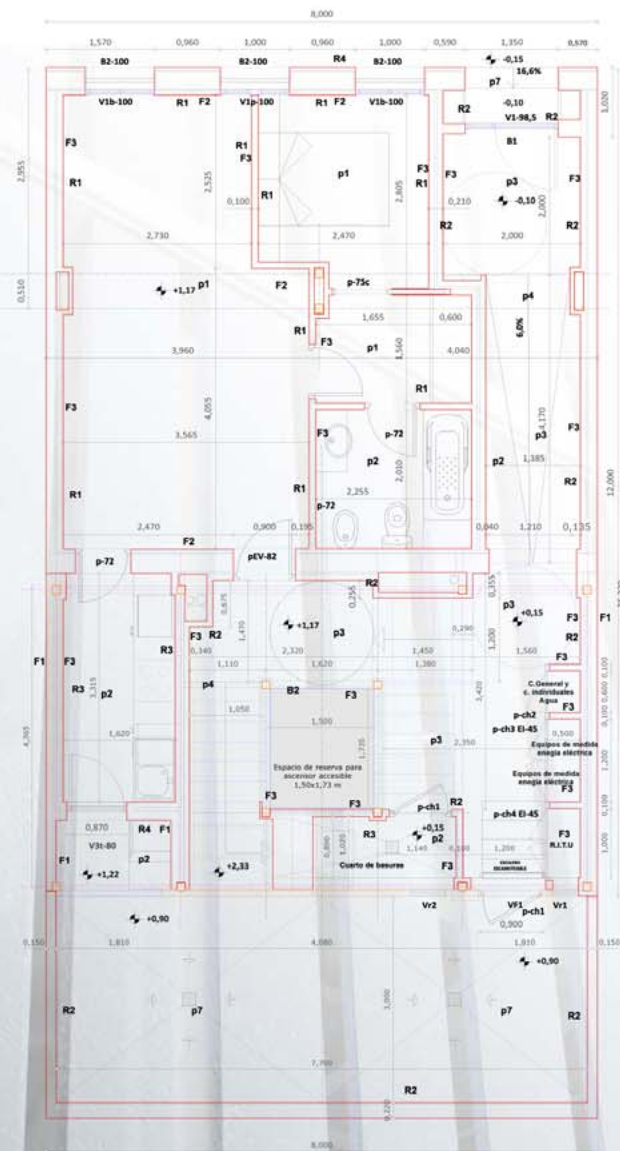 8,000
1,570 0,960 1,000 0,960 1,000 0,590 1,350 0,570
-0,15
B2-100 B2-100 R4 B2-100 16,6%
p7
-0,10
V1b-100 R1 F2 V1p-100 R1 F2 V1b-100 R2 V1-98,5 R2
1,020
F3 R1 F3 B1
2,955 R1 2,525 R1 p1 2,805 F3 R1 F3 p3 F3
0,100 0,210 -0,10 2,000
R2 R2
2,730 2,470 2,000
0,510 +1,17 p1 F2 p-75c p4
1,655 0,600
R1 F3 p1 1,560 6,0%
3,960 4,040
R1
F3 4,055 4,170
3,565 F3 p-72 p3 F3
p2 p2 1,385
R1 R1 2,010 R2 12,000
p-72 2,255
2,470 0,900 0,195 0,040 1,210 0,135
F2
p-72 pEV-82
R2
0,675 0,255 0,355
+1,17 p3 +0,15
1,470 p3 0,290 1,200 F3 F1
F1 F3 R3 F3 R2 R2
0,340 2,320 1,450 1,560 F3
R3 1,110 1,620 1,380
3,315 p2 p4 B2 F3 3,420 C.General y
c. individuales
Agua
0,100 0,600
1,050 F3
4,765 1,500 p-ch2
1,620 1,735 p3 2,350 p-ch3 EI-45 0,500
0,100
Equipos de medida
enegia eléctrica
Espacio de reserva para
ascensor accesible
1,50x1,73 m
1,200
Equipos de medida
enegia eléctrica
F3 F3 F3
p-ch1 R2 0,100
0,870 R4 F1 R3 +0,15 p-ch4 EI-45
V3t-80 0,890 1,020 p2 F3
F1 p2 1,140 0,100 1,200 R.I.T.U 1,000
+1,22 +2,33 Cuarto de basuras F3
Vr2 VF1 Vr1
p-ch1
+0,90 0,900
0,150 1,810 4,080 1,810 0,150
+0,90
3,000
R2 p7 p7 R2
7,700
R2
0,220
8,000